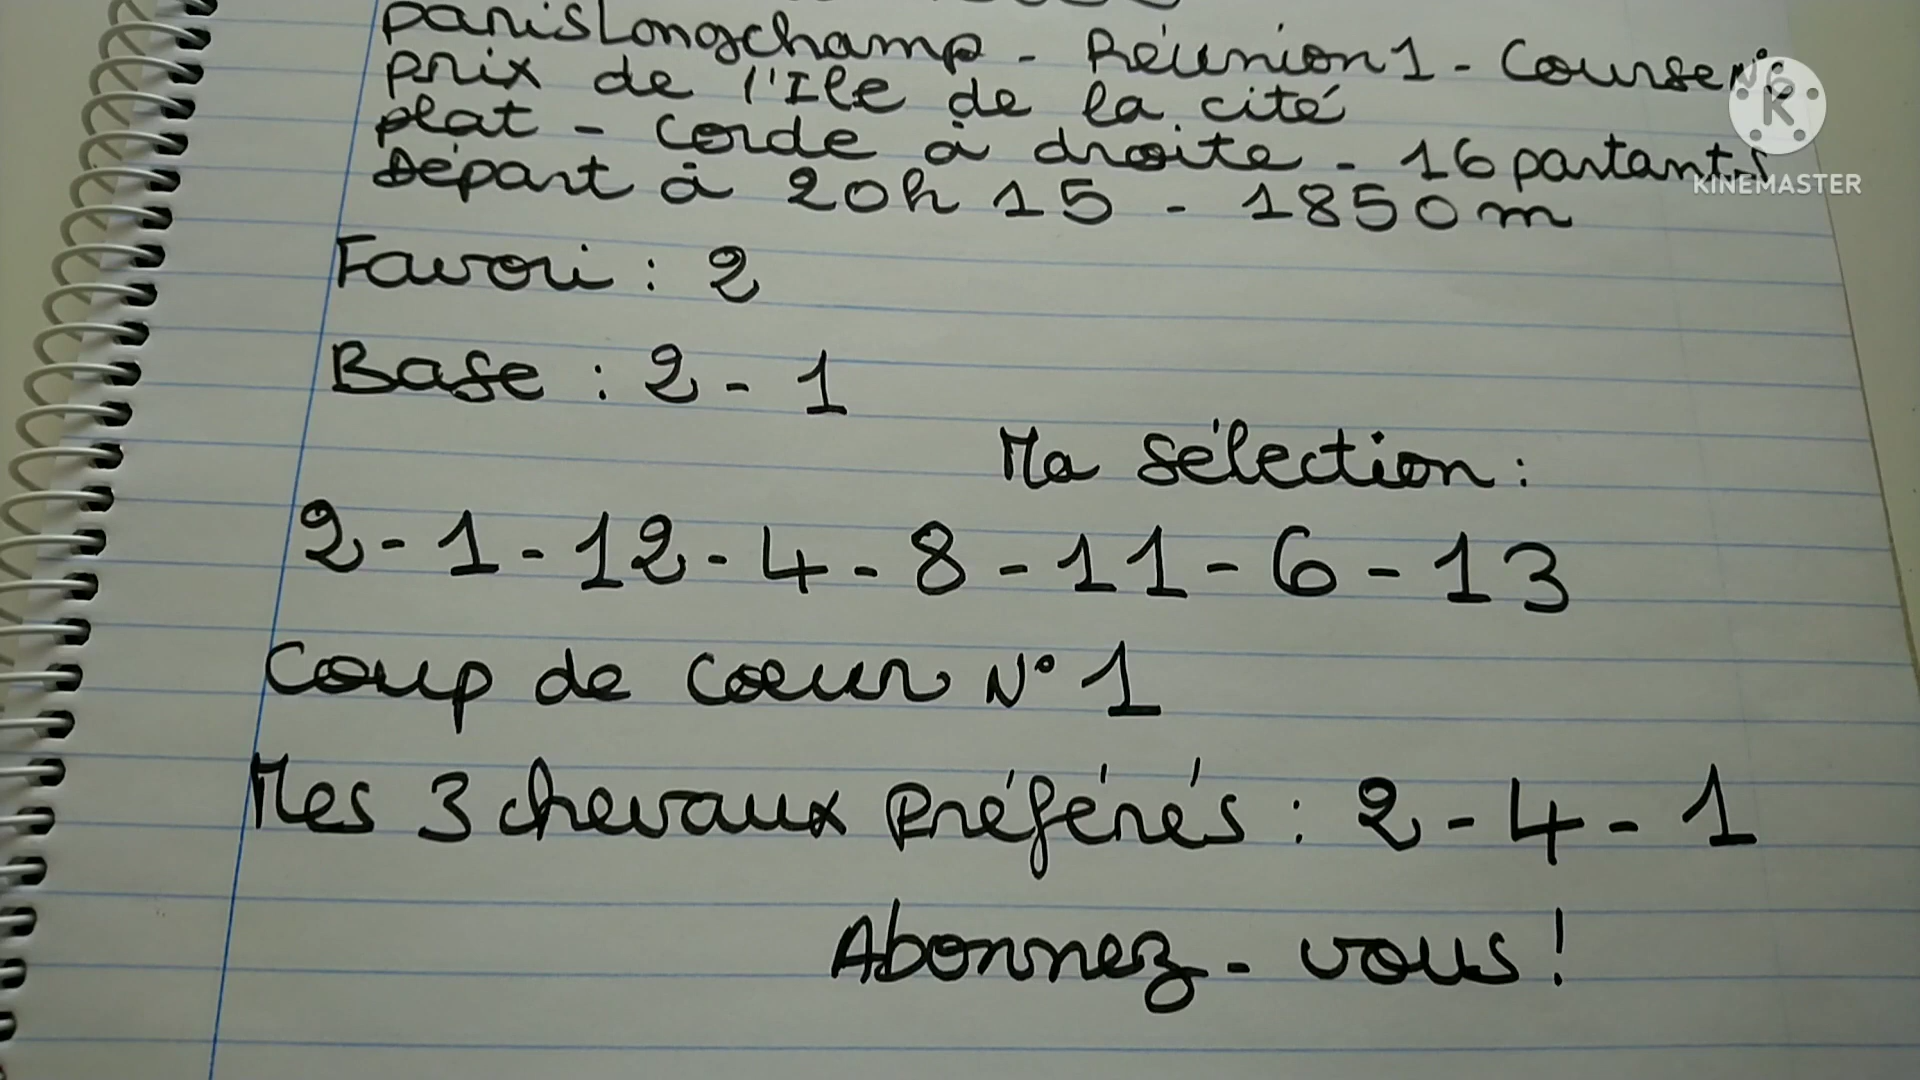 ParisLongchamp - Réunion 1 - Course
prix de l'Ile de la cité
plat - corde à droite - 16 partants
Départ à 20h15 - 1850m
Favori : 2
Base : 2 - 1
Ma sélection :
2 - 1 - 12 - 4 - 8 - 11 - 6 - 13
Coup de cœur N° 1
Mes 3 chevaux préférés : 2 - 4 - 1
Abonnez-vous !
K
KINEMASTER